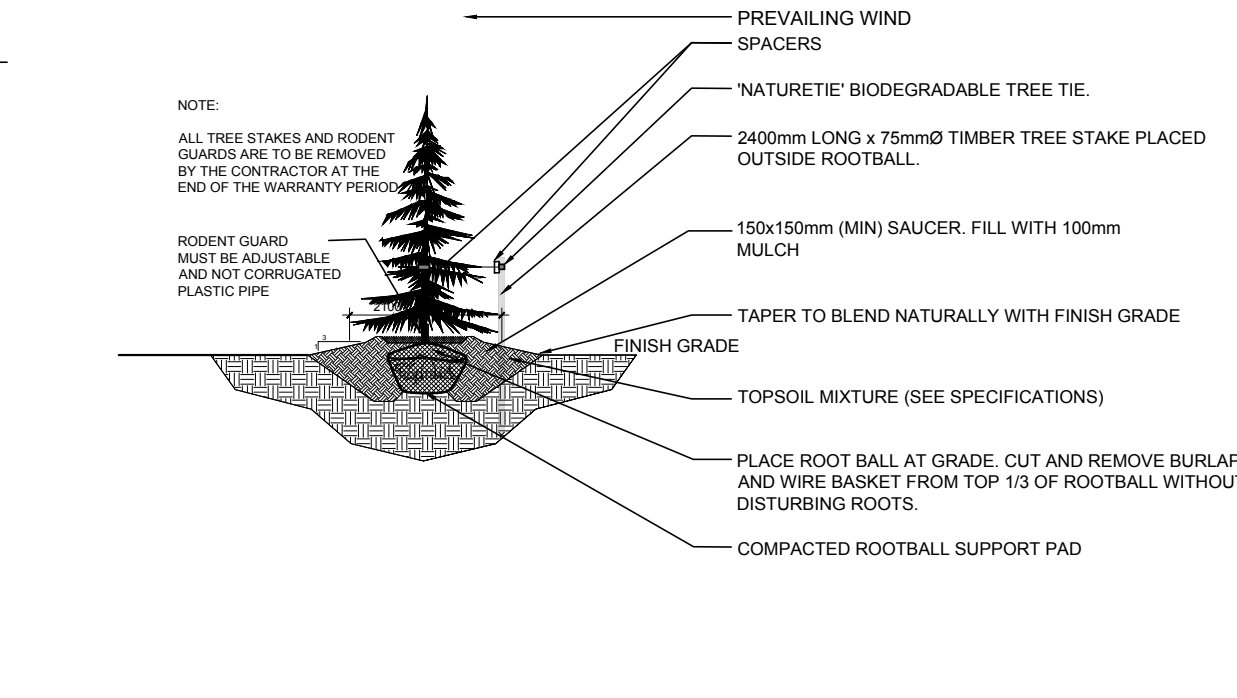 PREVAILING WIND
SPACERS
'NATURETIE' BIODEGRADABLE TREE TIE.
2400mm LONG x 75mmØ TIMBER TREE STAKE PLACED
OUTSIDE ROOTBALL.
150x150mm (MIN) SAUCER. FILL WITH 100mm
MULCH
TAPER TO BLEND NATURALLY WITH FINISH GRADE
FINISH GRADE
TOPSOIL MIXTURE (SEE SPECIFICATIONS)
PLACE ROOT BALL AT GRADE. CUT AND REMOVE BURLAP
AND WIRE BASKET FROM TOP 1/3 OF ROOTBALL WITHOUT
DISTURBING ROOTS.
COMPACTED ROOTBALL SUPPORT PAD
NOTE:
ALL TREE STAKES AND RODENT
GUARDS ARE TO BE REMOVED
BY THE CONTRACTOR AT THE
END OF THE WARRANTY PERIOD
RODENT GUARD
MUST BE ADJUSTABLE
AND NOT CORRUGATED
PLASTIC PIPE
3
1